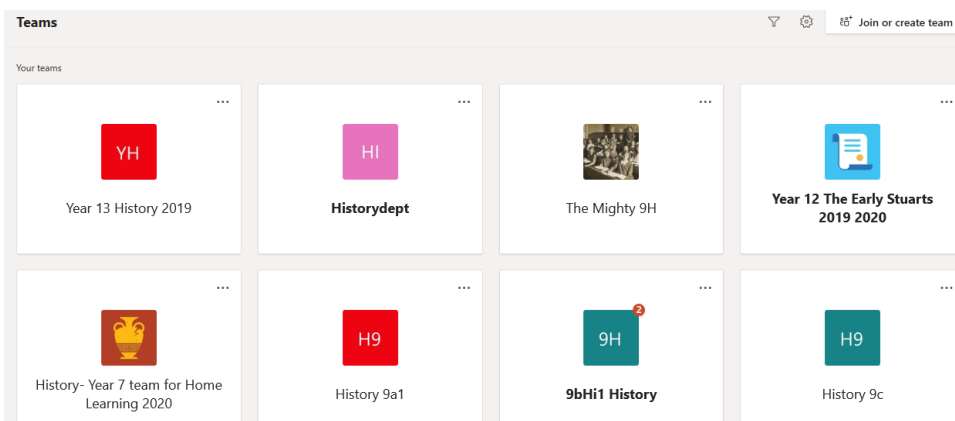 Teams
Join or create team
Your teams
...
...
...
...
YH
HI
Year 13 History 2019
Historydept
The Mighty 9H
Year 12 The Early Stuarts
2019 2020
...
...
...
...
H9
2
9H
H9
History- Year 7 team for Home
Learning 2020
History 9a1
9bHi1 History
History 9c